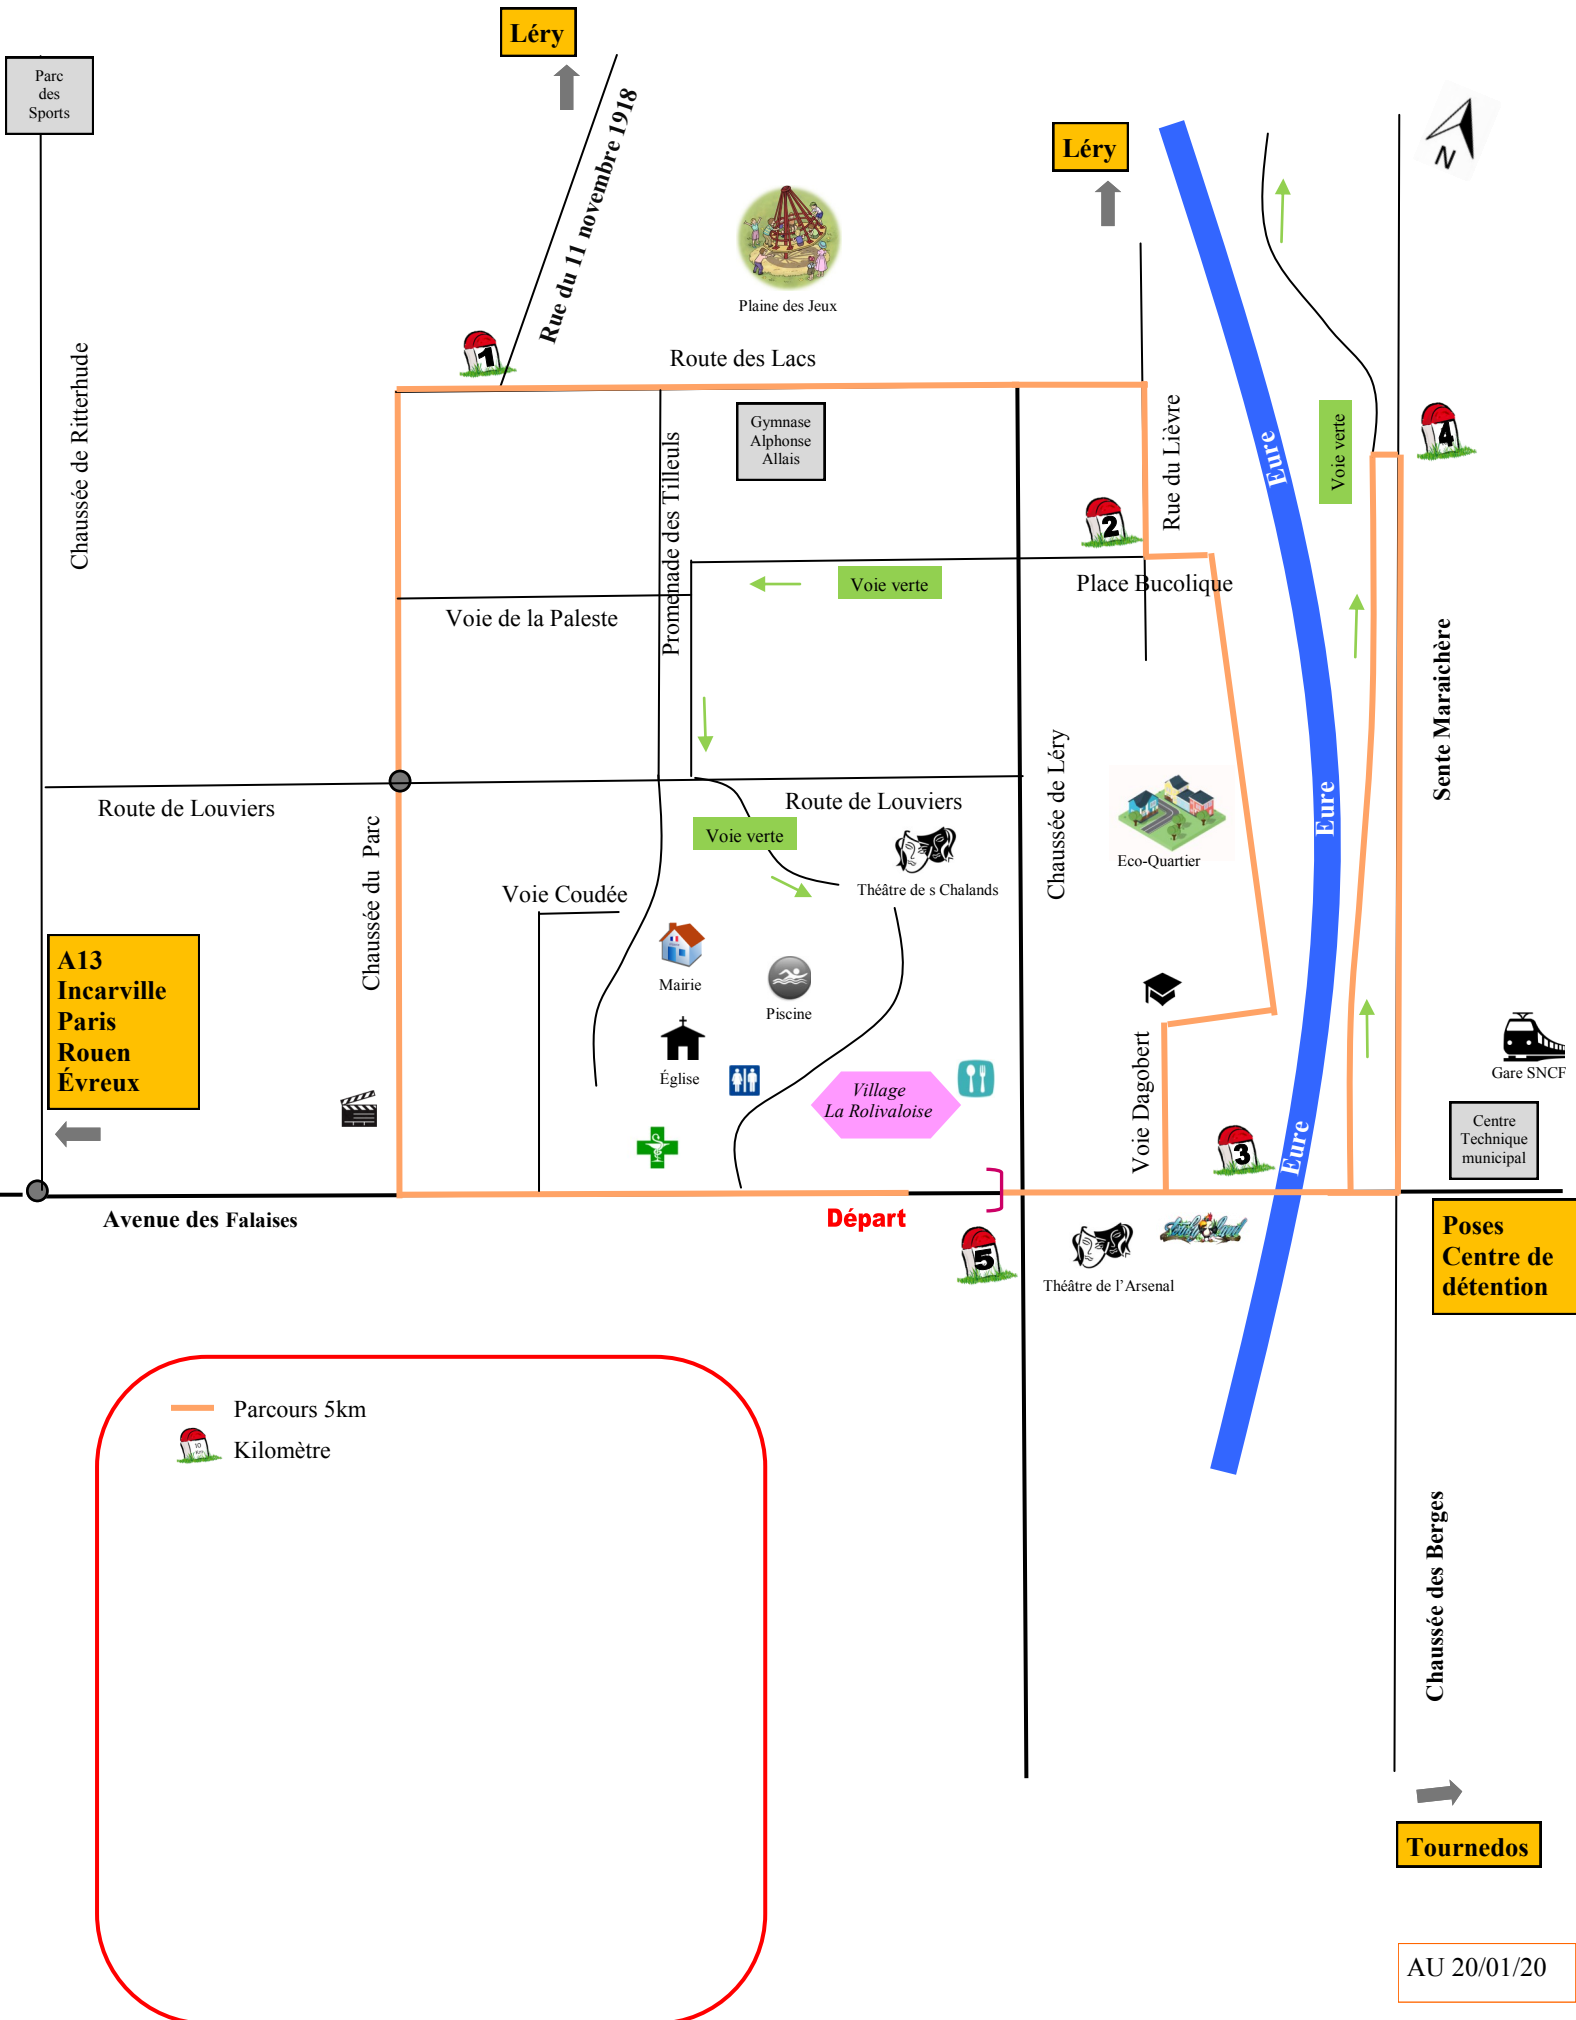 Léry
Parc
des
Sports
Rue du 11 novembre 1918
Léry
N
Plaine des Jeux
1
Route des Lacs
Chaussée de Ritterhude
Gymnase
Alphonse
Allais
Promenade des Tilleuls
Rue du Lièvre
Eure
Voie verte
4
2
Voie verte
Place Bucolique
Voie de la Paleste
Sente Maraichère
Route de Louviers
Route de Louviers
Chaussée de Léry
Eure
Voie verte
Chaussée du Parc
Eco-Quartier
Théâtre de s Chalands
Voie Coudée
A13
Incarville
Paris
Rouen
Évreux
Mairie
Piscine
Église
Village
La Rolivaloise
Voie Dagobert
Gare SNCF
Centre
Technique
municipal
3
Eure
Avenue des Falaises
Départ
5
Théâtre de l'Arsenal
Poses
Centre de
détention
Parcours 5km
Kilomètre
Chaussée des Berges
Tournedos
AU 20/01/20